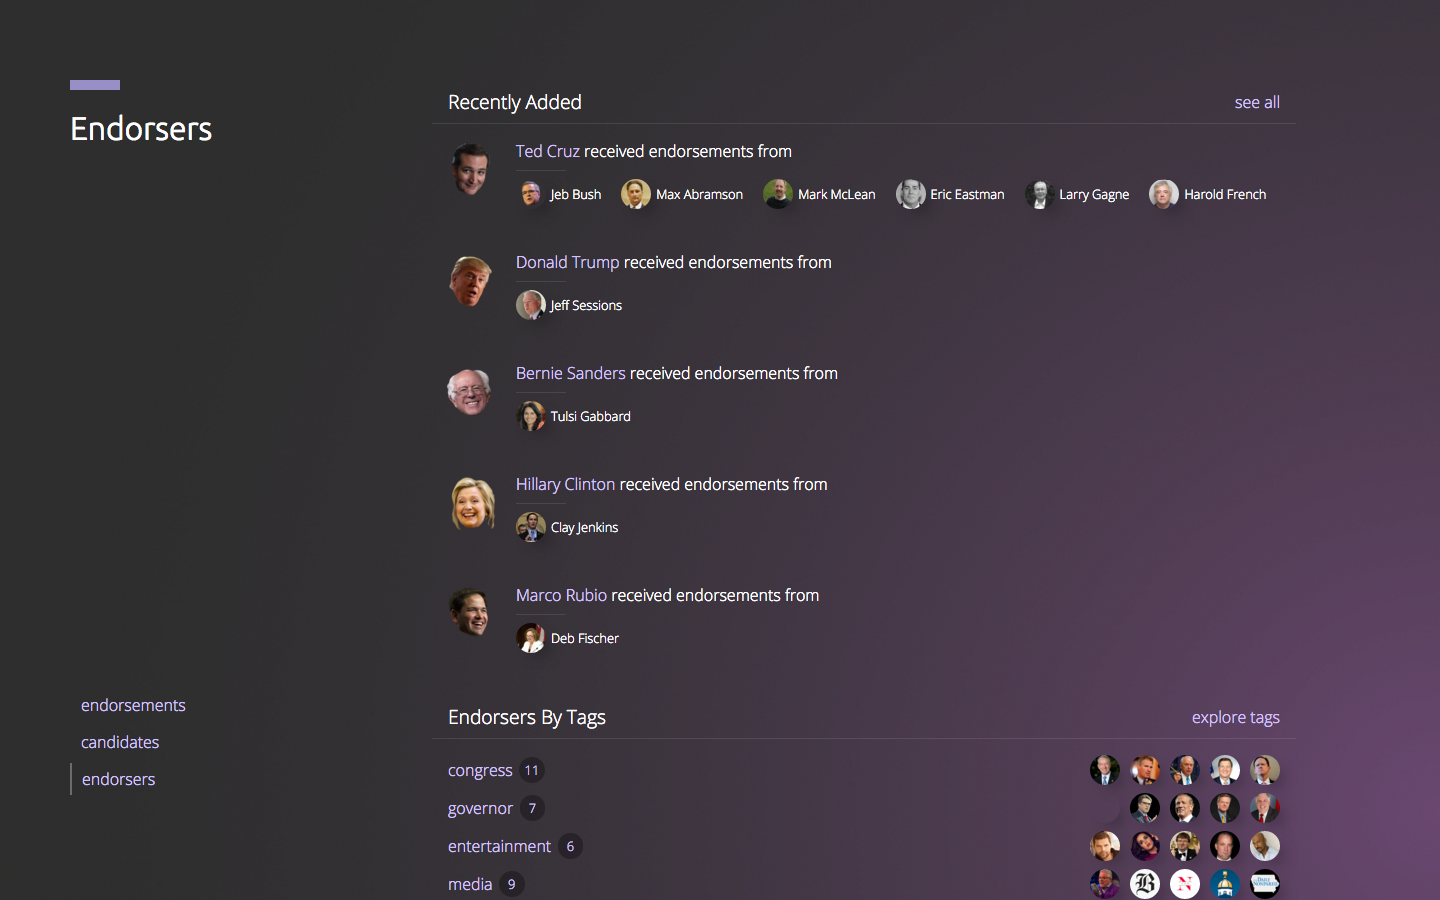 Endorsers
Recently Added
see all
Ted Cruz received endorsements from
Jeb Bush Max Abramson Mark McLean Eric Eastman Larry Gagne Harold French
Donald Trump received endorsements from
Jeff Sessions
Bernie Sanders received endorsements from
Tulsi Gabbard
Hillary Clinton received endorsements from
Clay Jenkins
Marco Rubio received endorsements from
Deb Fischer
endorsements
candidates
endorsers
Endorsers By Tags
explore tags
congress 11
governor 7
entertainment 6
media 9
B
N